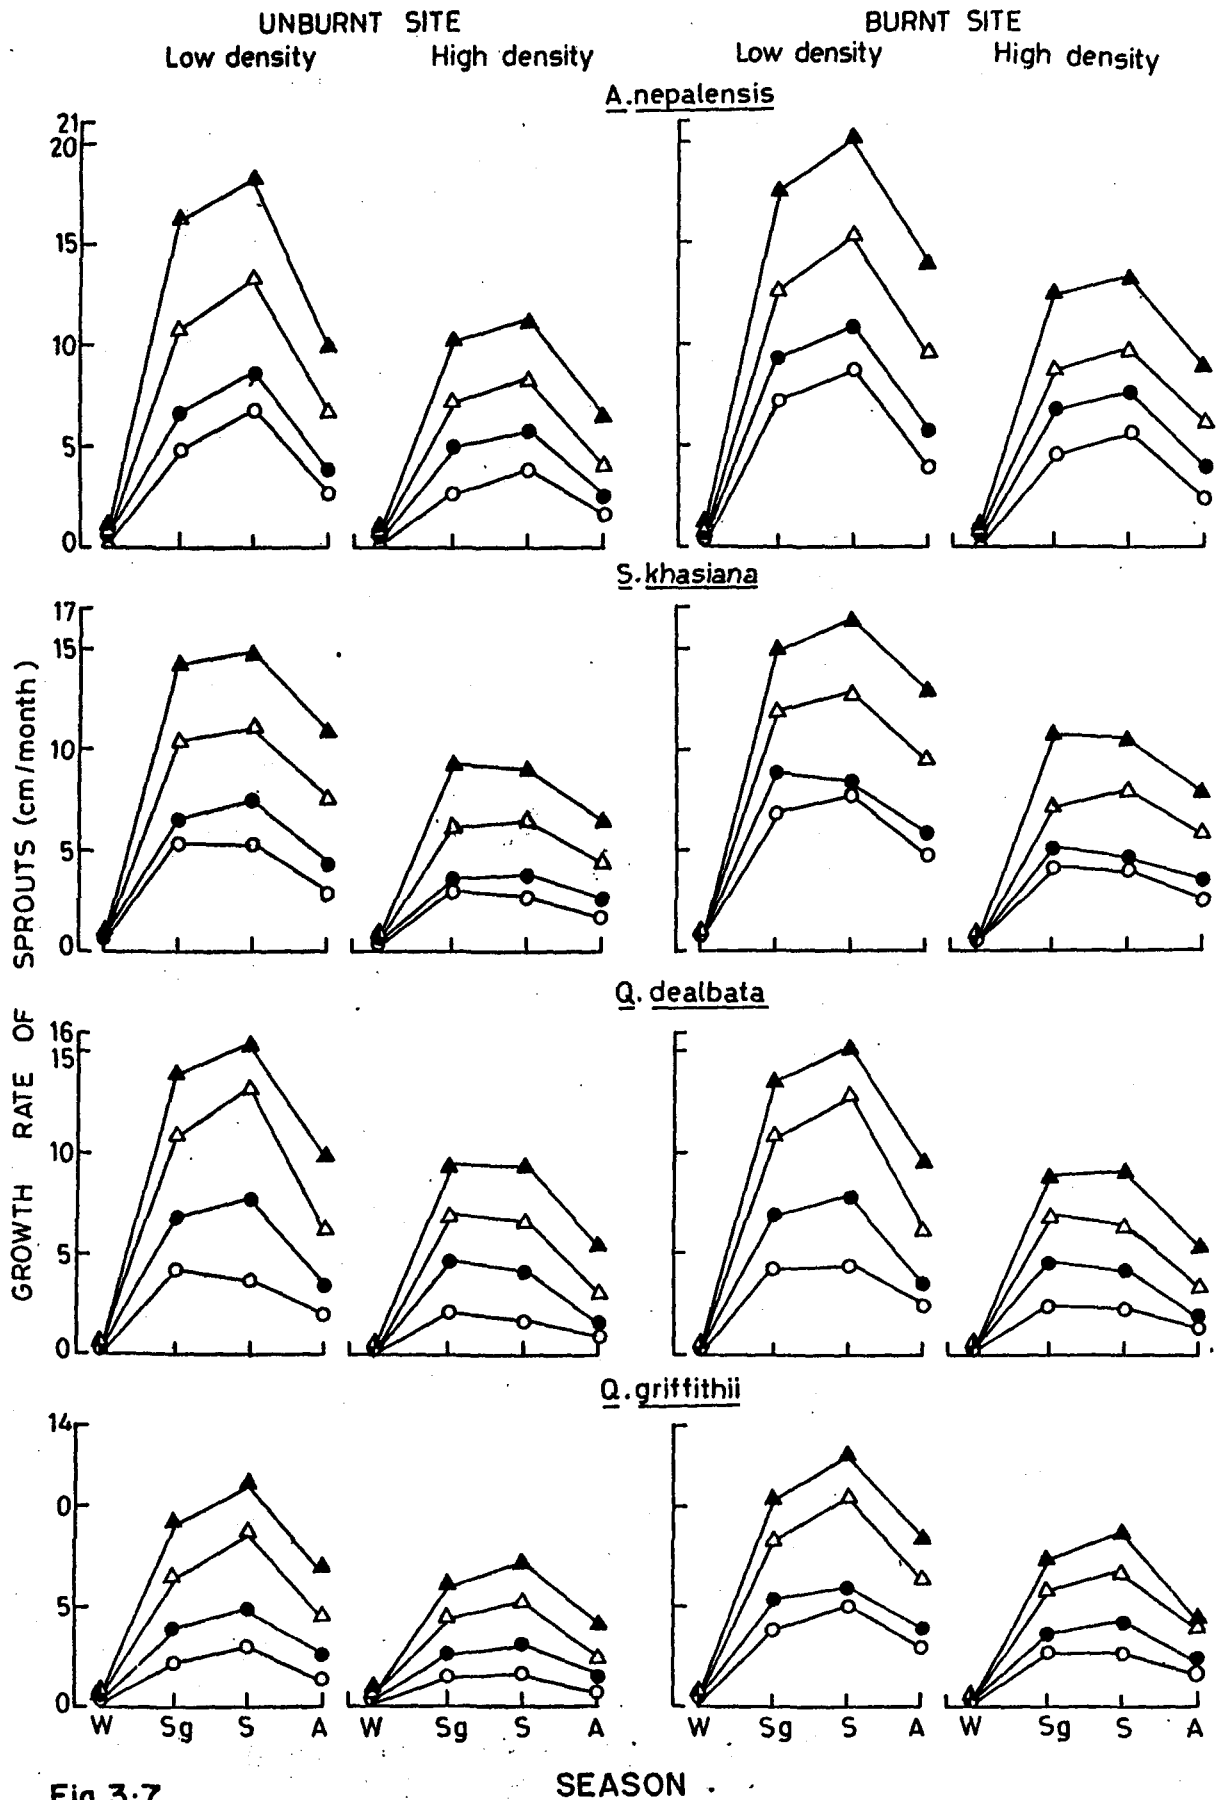 UNBURNT SITE BURNT SITE
Low density High density Low density High density
A.nepalensis
21
20
15
10
5
0
S.khasiana
17
15
10
5
0
Q. dealbata
16
15
10
5
0
Q.griffithii
14
0
5
0
W Sg S A W Sg S A W Sg S A W Sg S A
GROWTH RATE OF SPROUTS (cm/month)
SEASON
Fig 3.7